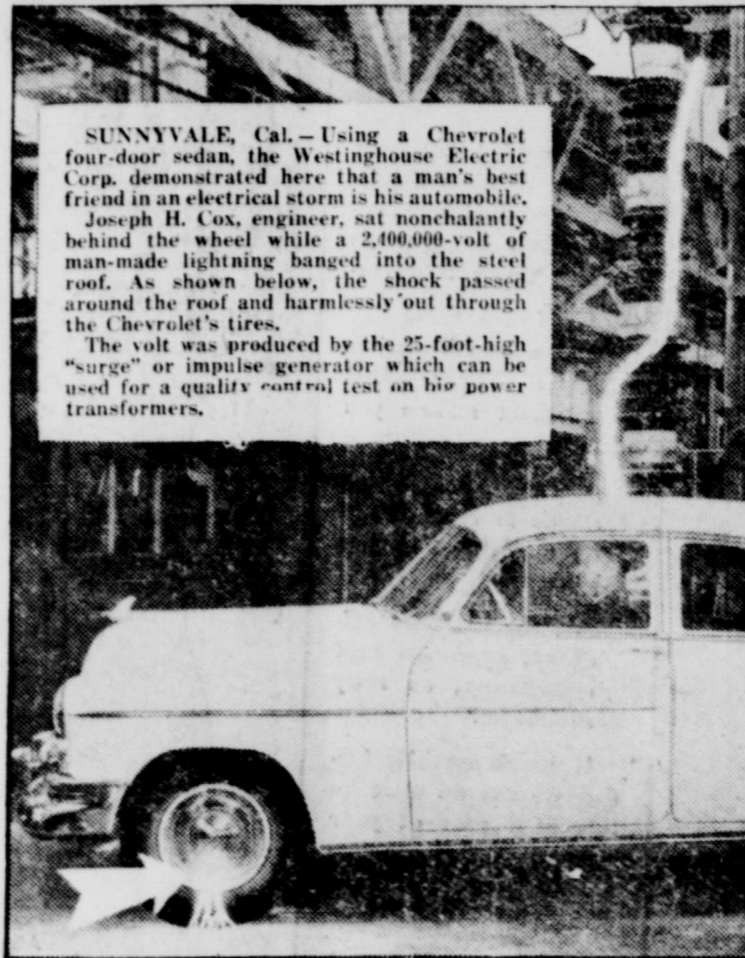 SUNNYVALE, Cal. — Using a Chevrolet
four-door sedan, the Westinghouse Electric
Corp. demonstrated here that a man's best
friend in an electrical storm is his automobile.
Joseph H. Cox, engineer, sat nonchalantly
behind the wheel while a 2,400,000-volt of
man-made lightning banged into the steel
roof. As shown below, the shock passed
around the roof and harmlessly out through
the Chevrolet's tires.
The volt was produced by the 25-foot-high
"surge" or impulse generator which can be
used for a quality control test on big power
transformers.